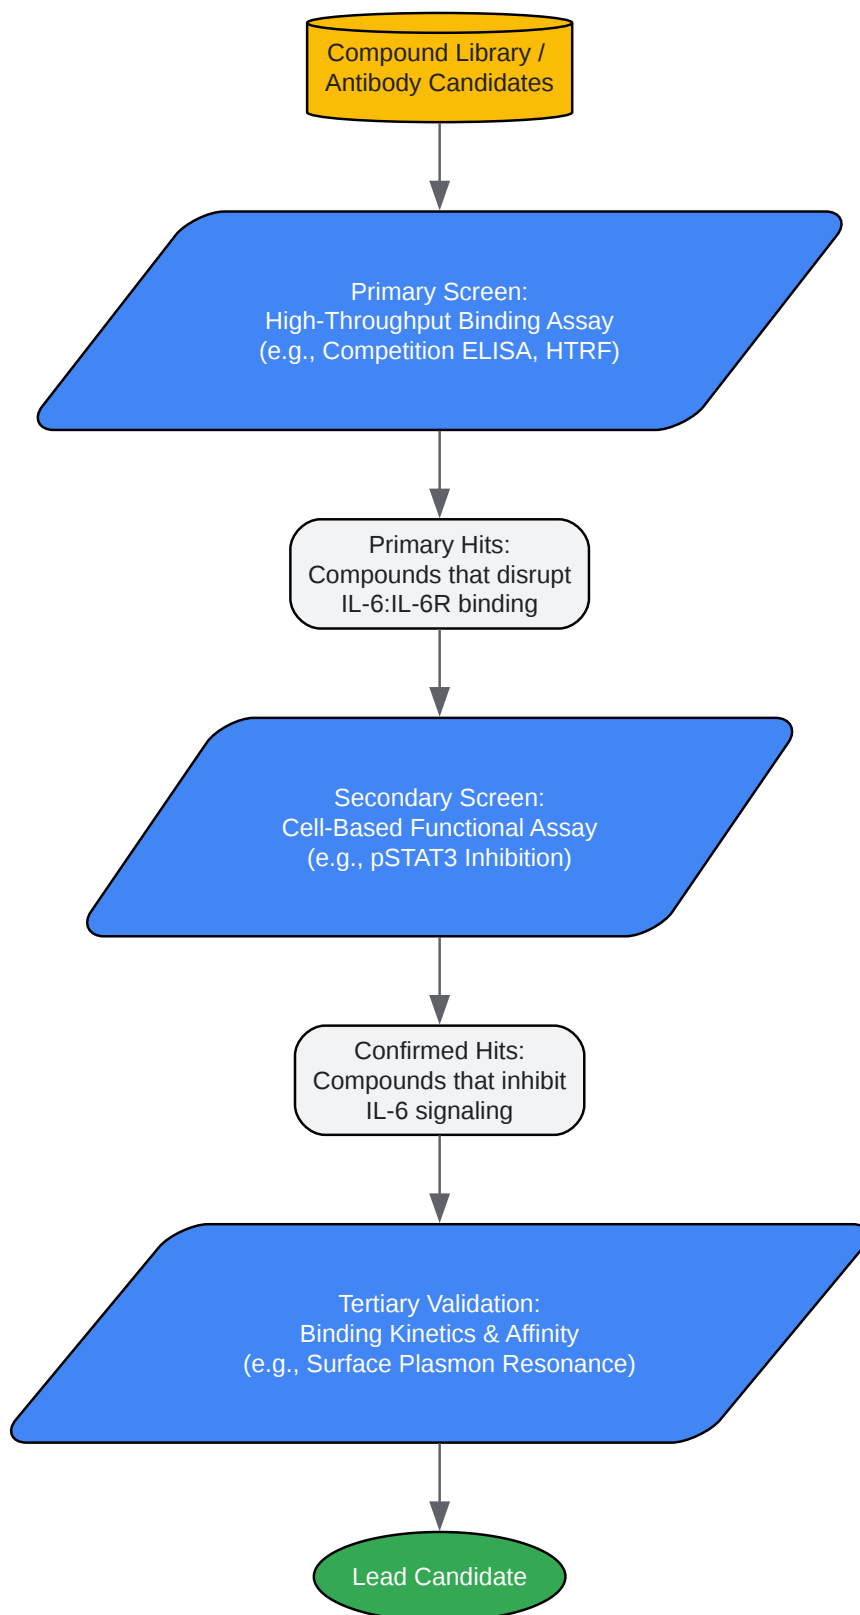 Compound Library /
Antibody Candidates
Primary Screen:
High-Throughput Binding Assay
(e.g., Competition ELISA, HTRF)
Primary Hits:
Compounds that disrupt
IL-6:IL-6R binding
Secondary Screen:
Cell-Based Functional Assay
(e.g., pSTAT3 Inhibition)
Confirmed Hits:
Compounds that inhibit
IL-6 signaling
Tertiary Validation:
Binding Kinetics & Affinity
(e.g., Surface Plasmon Resonance)
Lead Candidate